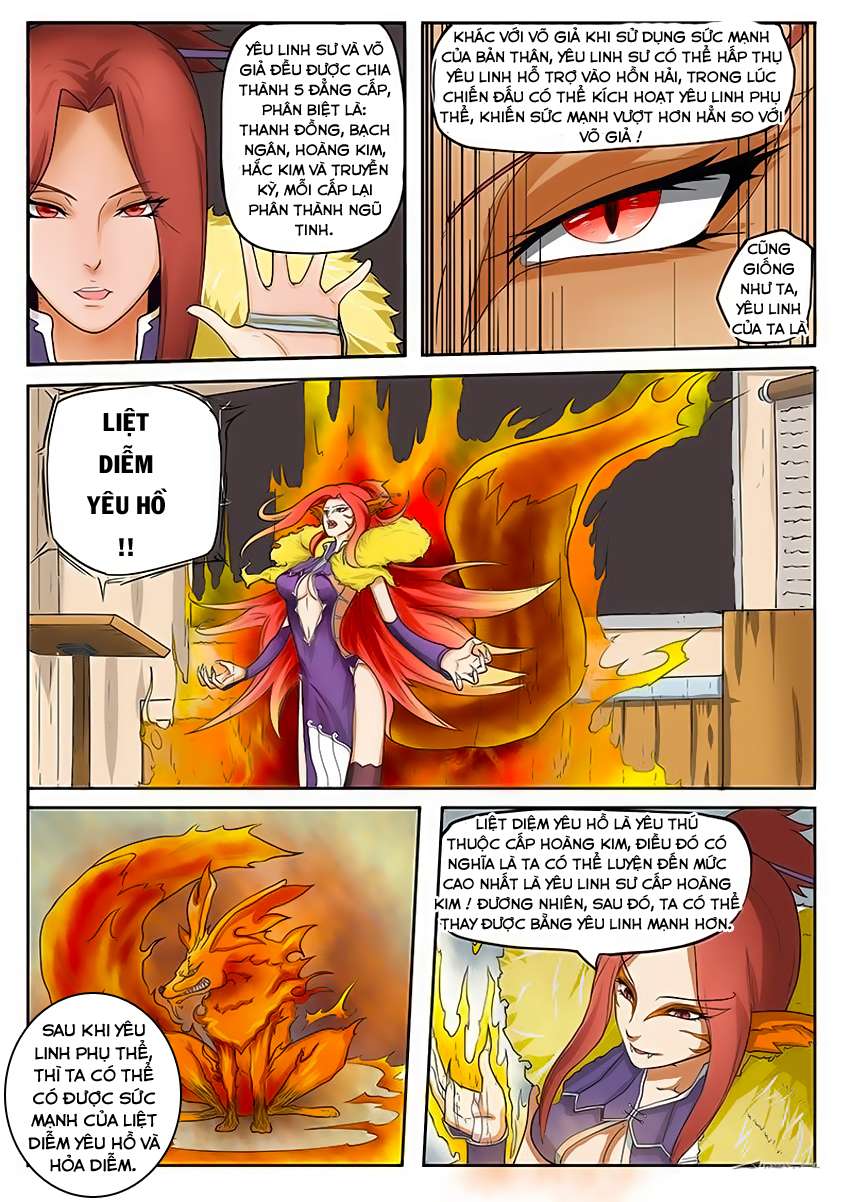 YÊU LINH SƯ VÀ VÕ
GIẢ ĐỀU ĐƯỢC CHIA
THÀNH 5 ĐẲNG CẤP,
PHÂN BIỆT LÀ:
THANH ĐỒNG, BẠCH
NGÂN, HOÀNG KIM,
HẮC KIM VÀ TRUYỀN
KỲ, MỖI CẤP LẠI
PHÂN THÀNH NGŨ
TINH.
KHÁC VỚI VÕ GIẢ KHI SỬ DỤNG SỨC MẠNH
CỦA BẢN THÂN, YÊU LINH SƯ CÓ THỂ HẤP THỤ
YÊU LINH HỖ TRỢ VÀO HỒN HẢI, TRONG LÚC
CHIẾN ĐẤU CÓ THỂ KÍCH HOẠT YÊU LINH PHỤ
THỂ, KHIẾN SỨC MẠNH VƯỢT HƠN HẲN SO VỚI
VÕ GIẢ !
CŨNG
GIỐNG
NHƯ TA,
YÊU LINH
CỦA TA LÀ
LIỆT
DIỄM
YÊU HỒ
!!
LIỆT DIỆM YÊU HỒ LÀ YÊU THÚ
THUỘC CẤP HOÀNG KIM, ĐIỀU ĐÓ CÓ
NGHĨA LÀ TA CÓ THỂ LUYỆN ĐẾN MỨC
CAO NHẤT LÀ YÊU LINH SƯ CẤP HOÀNG
KIM ! ĐƯƠNG NHIÊN, SAU ĐÓ, TA CÓ THỂ
THAY ĐƯỢC BẰNG YÊU LINH MẠNH HƠN.
SAU KHI YÊU
LINH PHỤ THỂ,
THÌ TA CÓ THỂ
CÓ ĐƯỢC SỨC
MẠNH CỦA LIỆT
DIỄM YÊU HỒ VÀ
HỎA DIỄM.